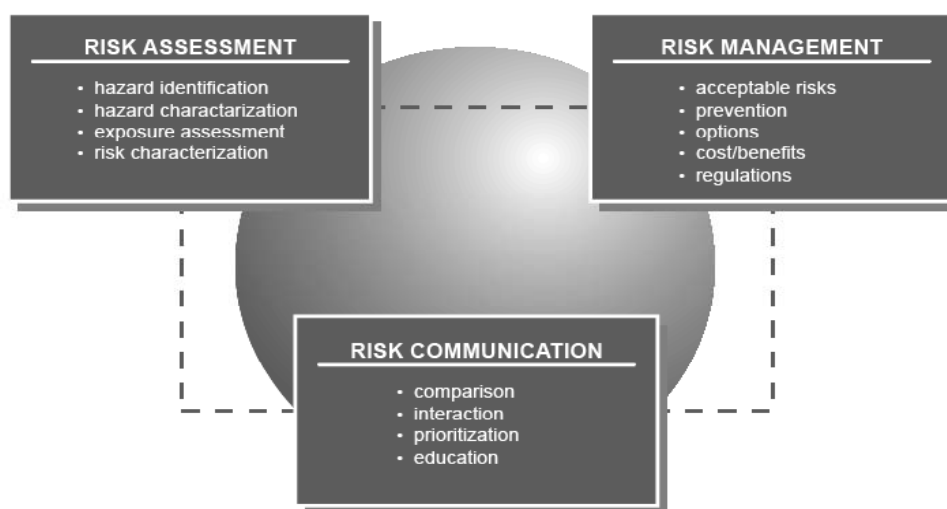 RISK ASSESSMENT
• hazard identification
• hazard charactarization
• exposure assessment
• risk characterization
RISK MANAGEMENT
• acceptable risks
• prevention
• options
• cost/benefits
• regulations
RISK COMMUNICATION
• comparison
• interaction
• prioritization
• education